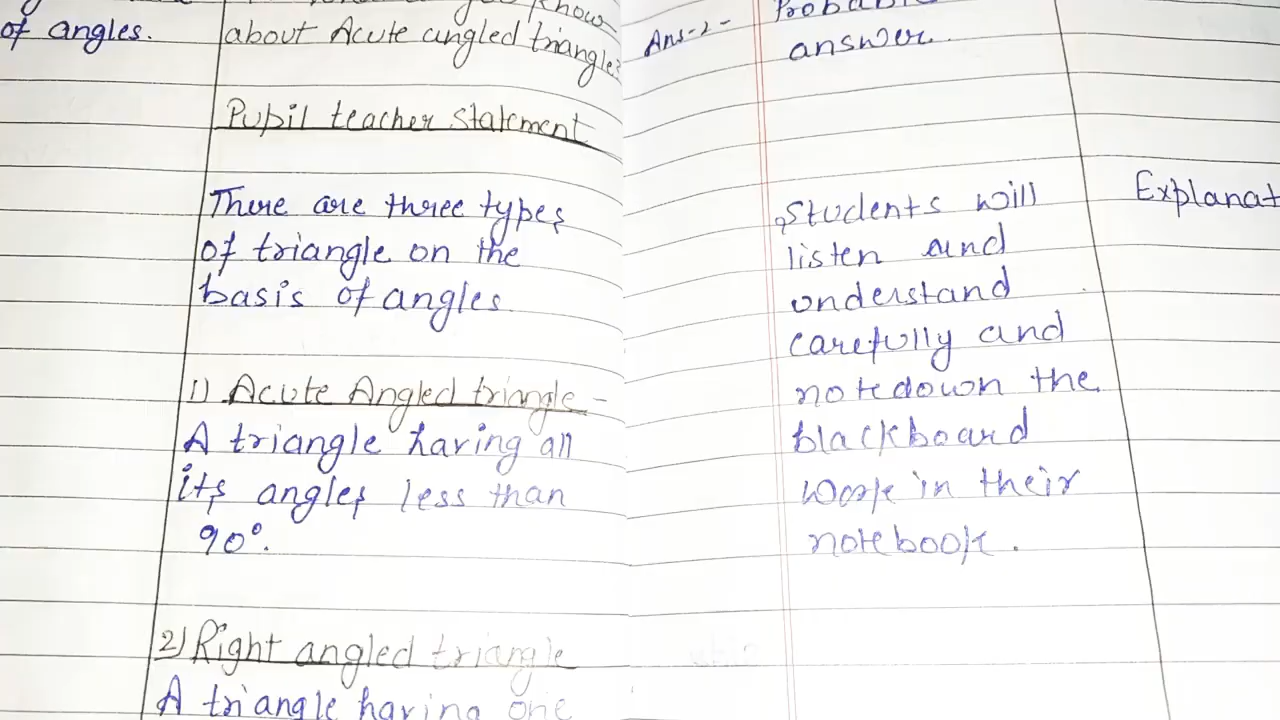 of angles.
know
about Acute angled triangle?
Pupil teacher Statement
There are three types
of triangle on the
basis of angles.
1) Acute Angled triangle -
A triangle having all
its angles less than
90°.
2) Right angled triangle
A triangle having one
Ans-2-
answer.
Students will
listen and
understand
carefully and
notedown the
blackboard
work in their
notebook.
Explanat